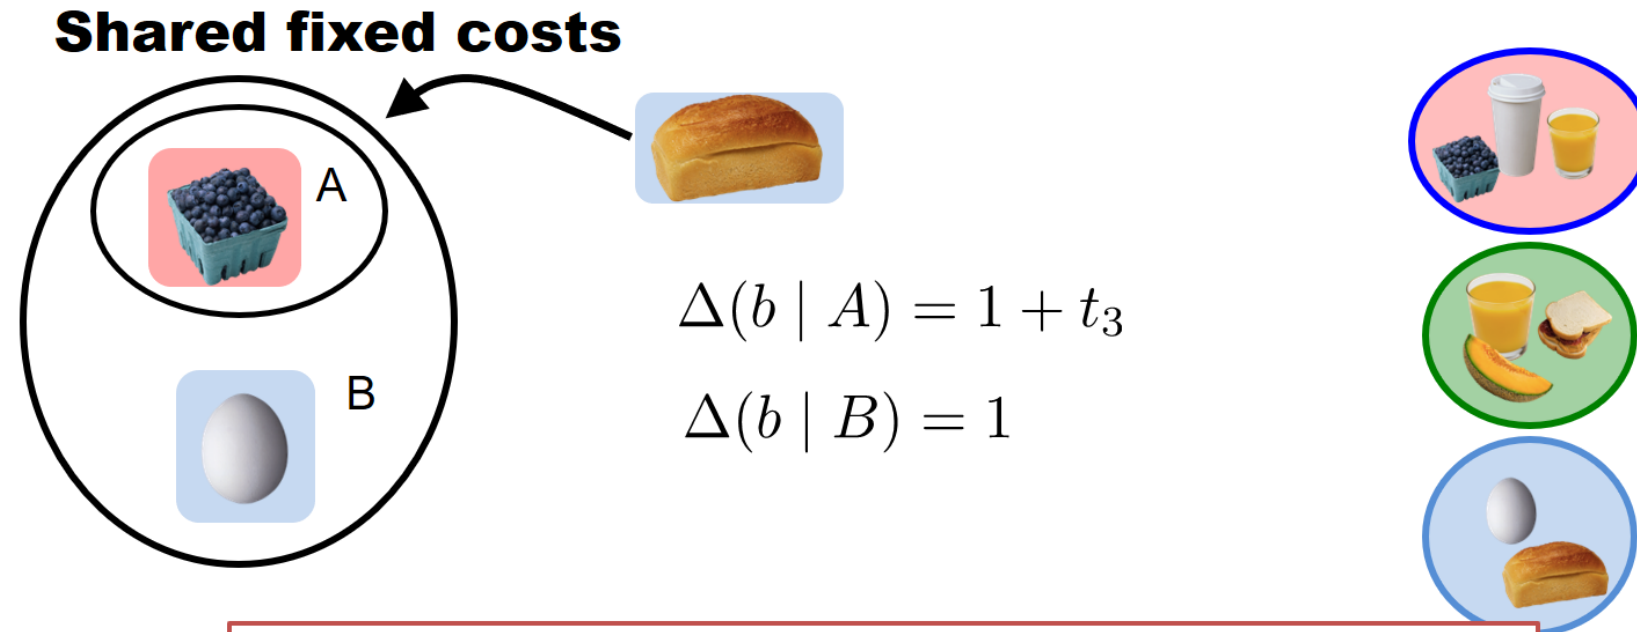 Shared fixed costs
A
B
Δ(b | A) = 1 + t₃
Δ(b | B) = 1